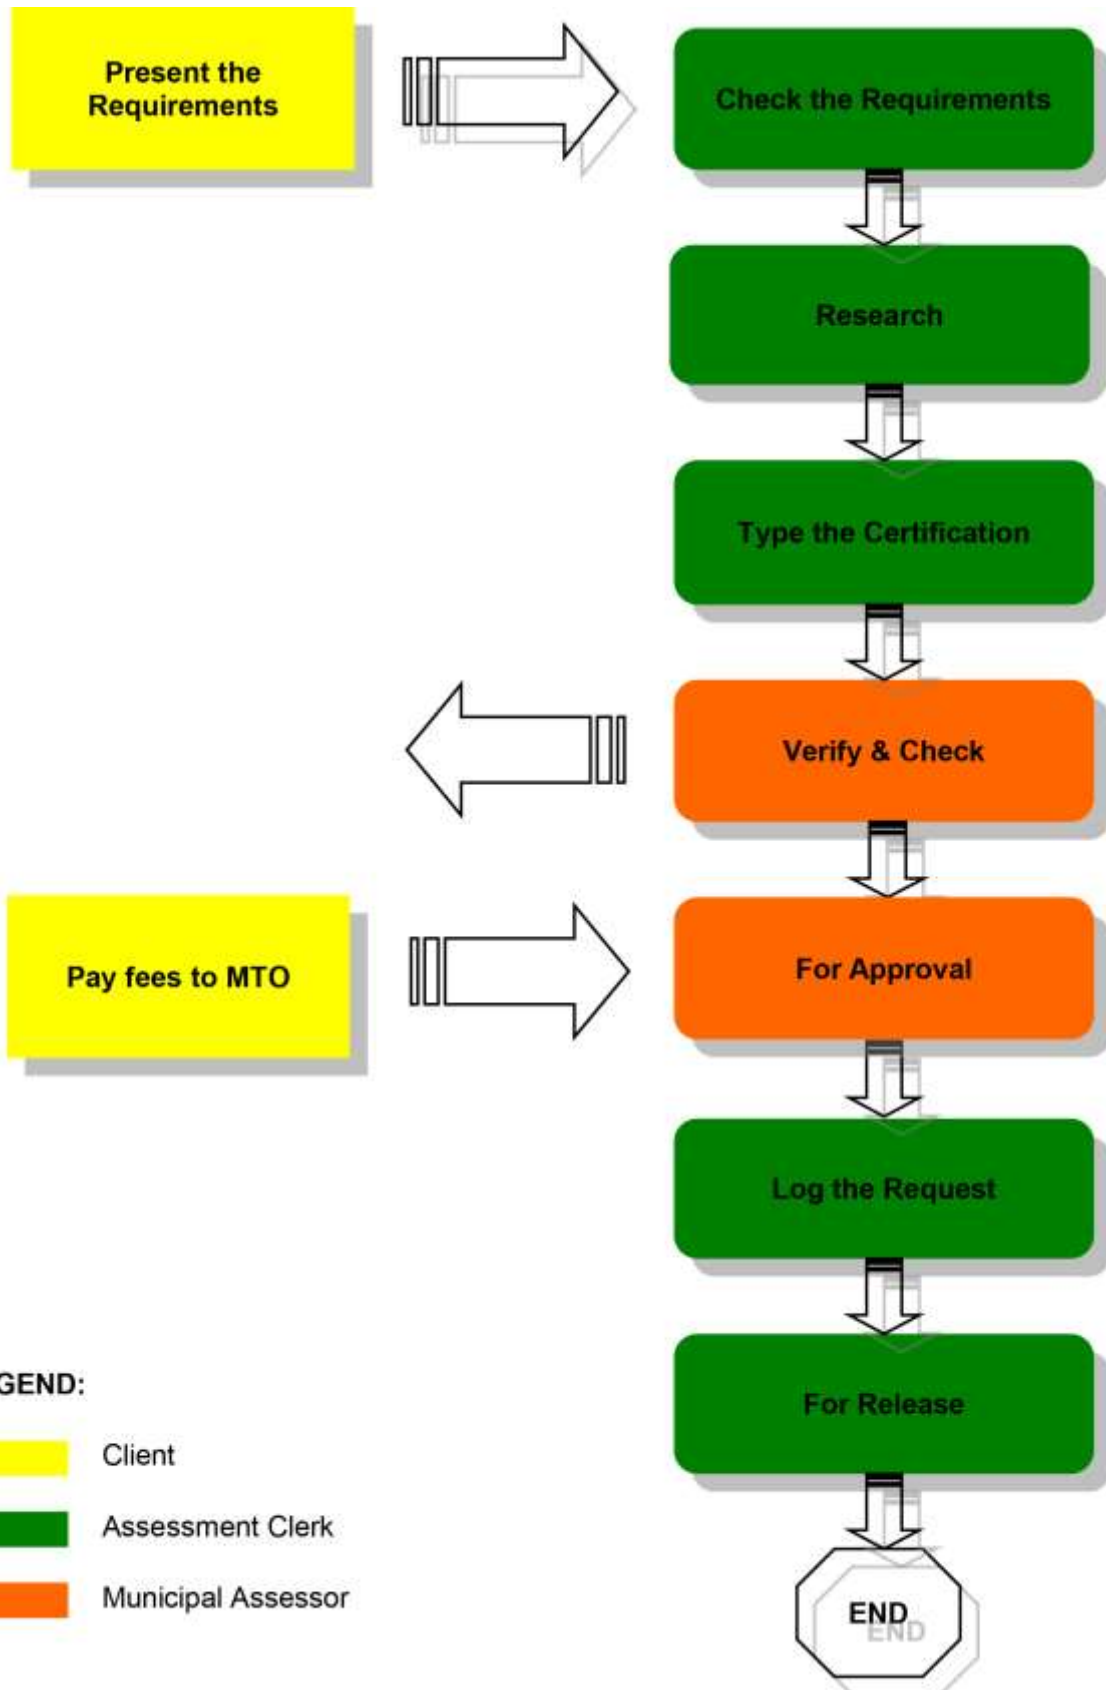 Present the
Requirements
Check the Requirements
Research
Type the Certification
Verify & Check
Pay fees to MTO
For Approval
Log the Request
For Release
GEND:
Client
Assessment Clerk
Municipal Assessor
END
END